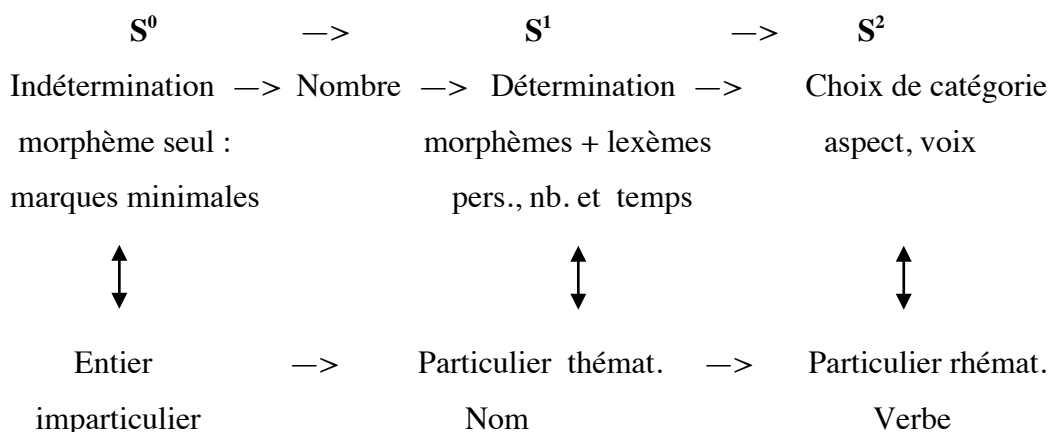 S⁰ —> S¹ —> S²
Indétermination —> Nombre —> Détermination —> Choix de catégorie
morphème seul : morphèmes + lexèmes aspect, voix
marques minimales pers., nb. et temps
Entier —> Particulier thémat. —> Particulier rhémat.
imparticulier Nom Verbe